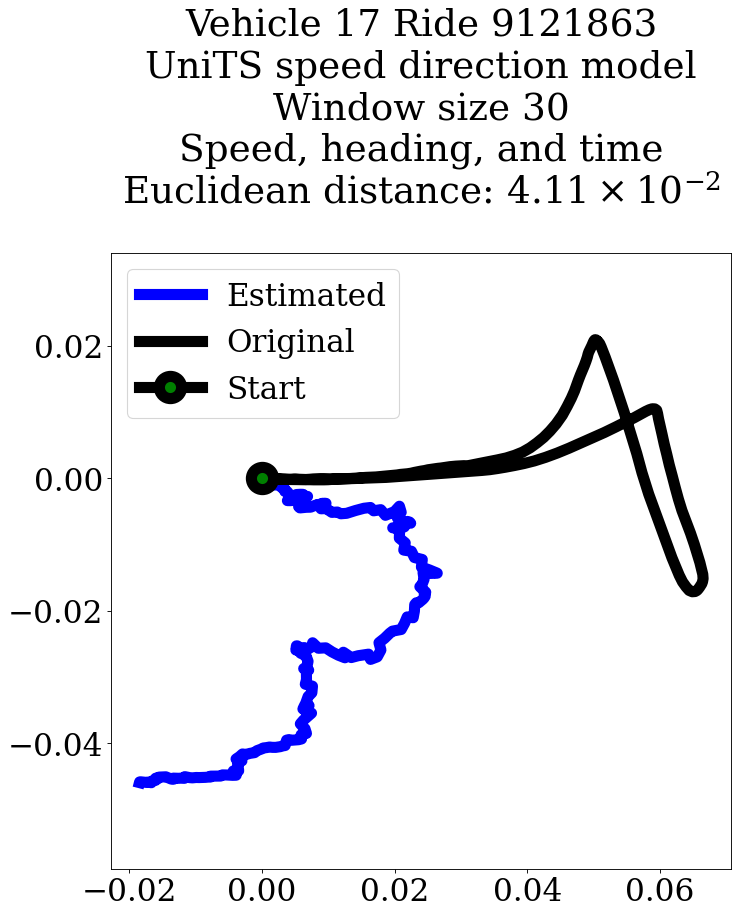 Vehicle 17 Ride 9121863
UniTS speed direction model
Window size 30
Speed, heading, and time
Euclidean distance: 4.11 × 10⁻²
Estimated
Original
Start
0.02
0.00
−0.02
−0.04
−0.02 0.00 0.02 0.04 0.06